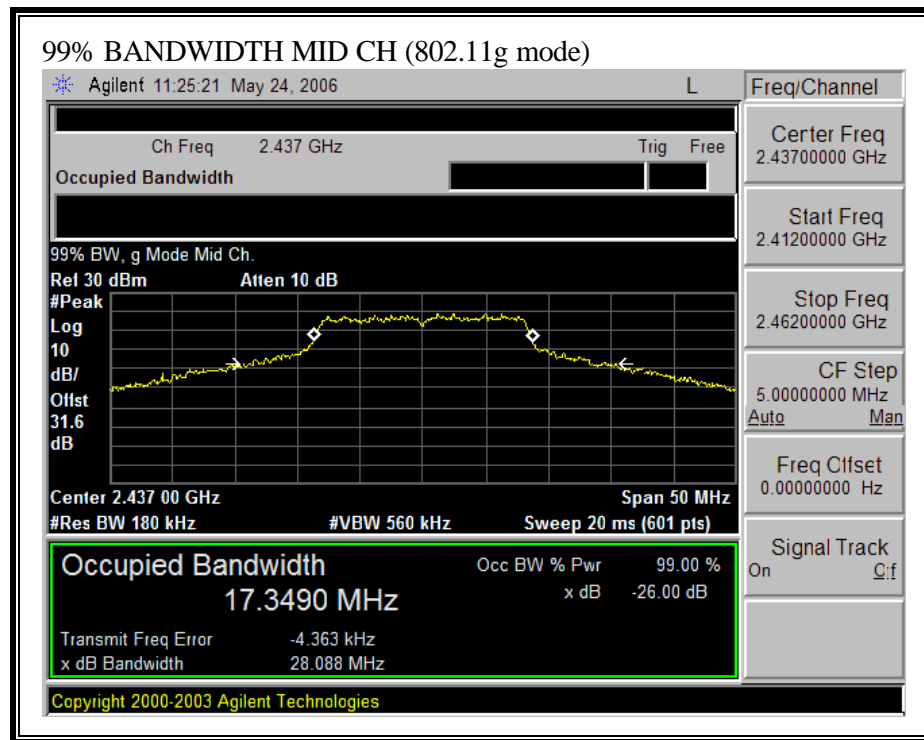 99% BANDWIDTH MID CH (802.11g mode)
Agilent 11:25:21 May 24, 2006 L
Ch Freq 2.437 GHz Trig Free
Occupied Bandwidth
99% BW, g Mode Mid Ch.
Ref 30 dBm Atten 10 dB
#Peak
Log
10
dB/
Offst
31.6
dB
Center 2.437 00 GHz Span 50 MHz
#Res BW 180 kHz #VBW 560 kHz Sweep 20 ms (601 pts)
Occupied Bandwidth
17.3490 MHz
Occ BW % Pwr 99.00 %
x dB -26.00 dB
Transmit Freq Error -4.363 kHz
x dB Bandwidth 28.088 MHz
Copyright 2000-2003 Agilent Technologies
Freq/Channel
Center Freq
2.43700000 GHz
Start Freq
2.41200000 GHz
Stop Freq
2.46200000 GHz
CF Step
5.00000000 MHz
Auto Man
Freq Offset
0.00000000 Hz
Signal Track
On Off